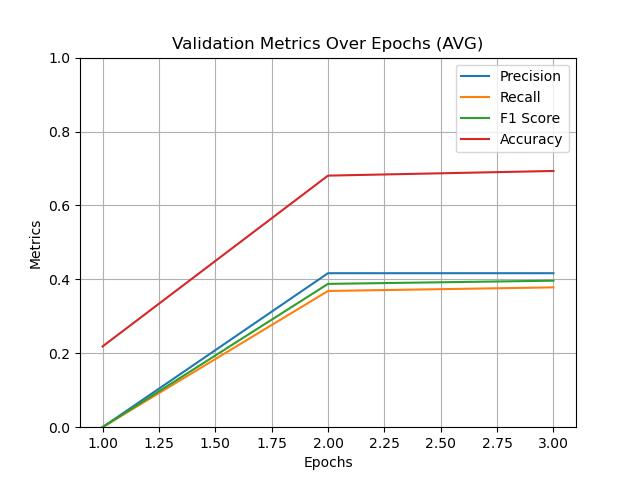 Validation Metrics Over Epochs (AVG)
1.0
0.8
0.6
0.4
0.2
0.0
Metrics
Precision
Recall
F1 Score
Accuracy
1.00 1.25 1.50 1.75 2.00 2.25 2.50 2.75 3.00
Epochs